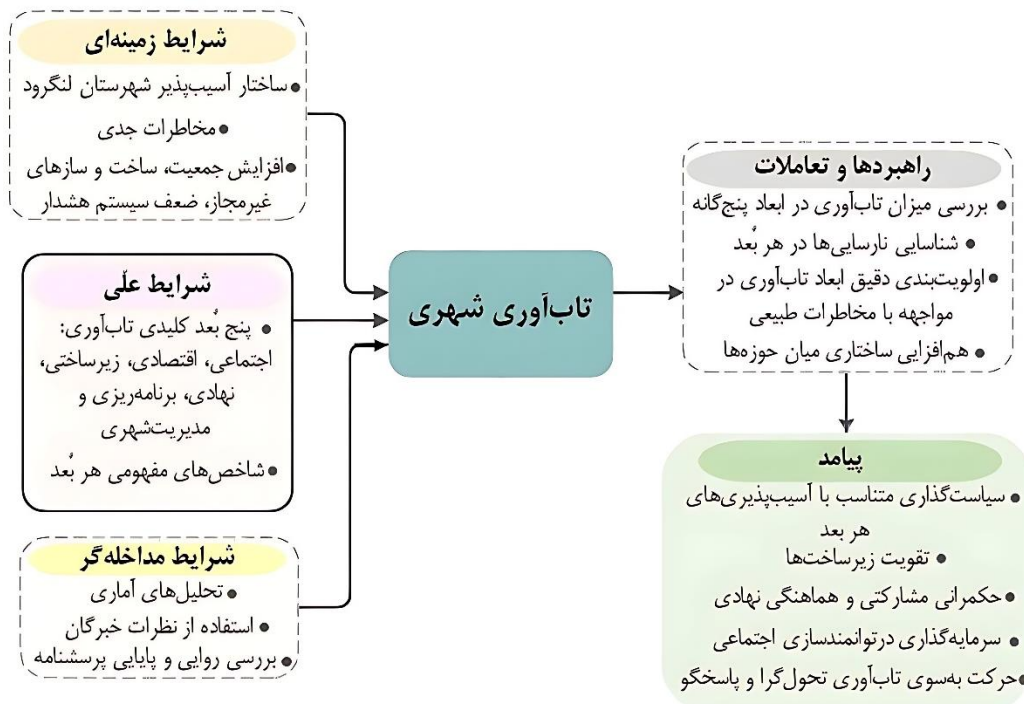 شرایط زمینه‌ای
● ساختار آسیب‌پذیر شهرستان لنگرود
● مخاطرات جدی
● افزایش جمعیت، ساخت و سازهای
غیرمجاز، ضعف سیستم هشدار
شرایط علّی
● پنج بُعد کلیدی تاب‌آوری:
اجتماعی، اقتصادی، زیرساختی،
نهادی، برنامه‌ریزی و
مدیریت‌شهری
● شاخص‌های مفهومی هر بُعد
شرایط مداخله‌گر
● تحلیل‌های آماری
● استفاده از نظرات خبرگان
● بررسی روایی و پایایی پرسشنامه
تاب‌آوری شهری
راهبردها و تعاملات
● بررسی میزان تاب‌آوری در ابعاد پنج‌گانه
● شناسایی نارسایی‌ها در هر بُعد
● اولویت‌بندی دقیق ابعاد تاب‌آوری در
مواجهه با مخاطرات طبیعی
● هم‌افزایی ساختاری میان حوزه‌ها
پیامد
● سیاست‌گذاری متناسب با آسیب‌پذیری‌های
هر بعد
● تقویت زیرساخت‌ها
● حکمرانی مشارکتی و هماهنگی نهادی
● سرمایه‌گذاری درتوانمندسازی اجتماعی
● حرکت به‌سوی تاب‌آوری تحول‌گرا و پاسخگو